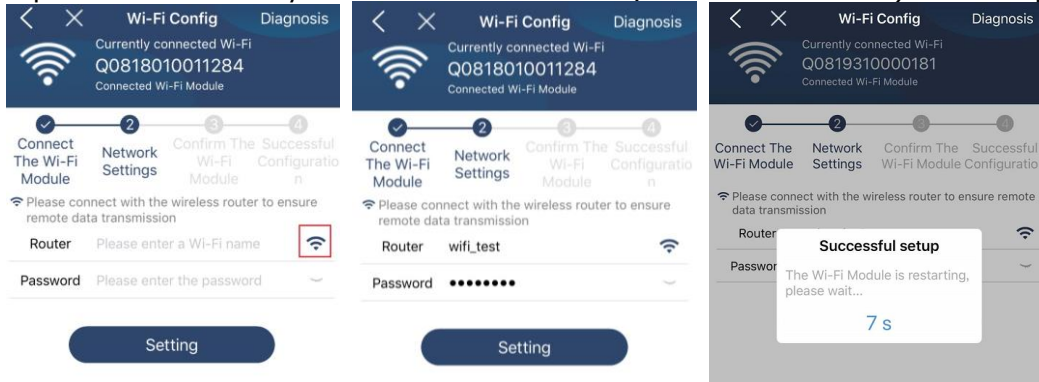 Wi-Fi Config Diagnosis
Currently connected Wi-Fi
Q0818010011284
Connected Wi-Fi Module
2 3 4
Connect The Wi-Fi Module
Network Settings
Confirm The Wi-Fi Module
Successful Configuratio n
Please connect with the wireless router to ensure
remote data transmission
Router Please enter a Wi-Fi name
Password Please enter the password
Setting
Wi-Fi Config Diagnosis
Currently connected Wi-Fi
Q0818010011284
Connected Wi-Fi Module
2 3 4
Connect The Wi-Fi Module
Network Settings
Confirm The Wi-Fi Module
Successful Configuratio n
Please connect with the wireless router to ensure
remote data transmission
Router wifi_test
Password ••••••••
Setting
Wi-Fi Config Diagnosis
Currently connected Wi-Fi
Q0819310000181
Connected Wi-Fi Module
2 3 4
Connect The Wi-Fi Module
Network Settings
Confirm The Wi-Fi Module
Successful Configuratio
Please connect with the wireless router to ensure remote
data transmission
Router
Passwor
Successful setup
The Wi-Fi Module is restarting,
please wait...
7 s